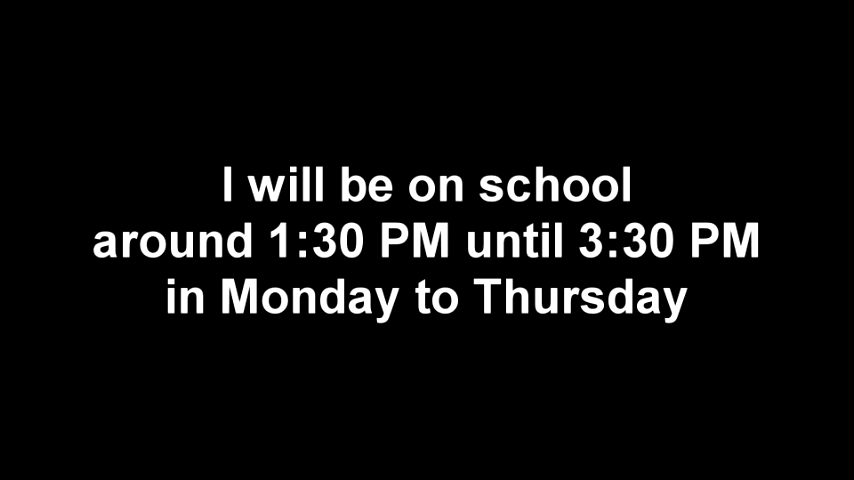 I will be on school
around 1:30 PM until 3:30 PM
in Monday to Thursday